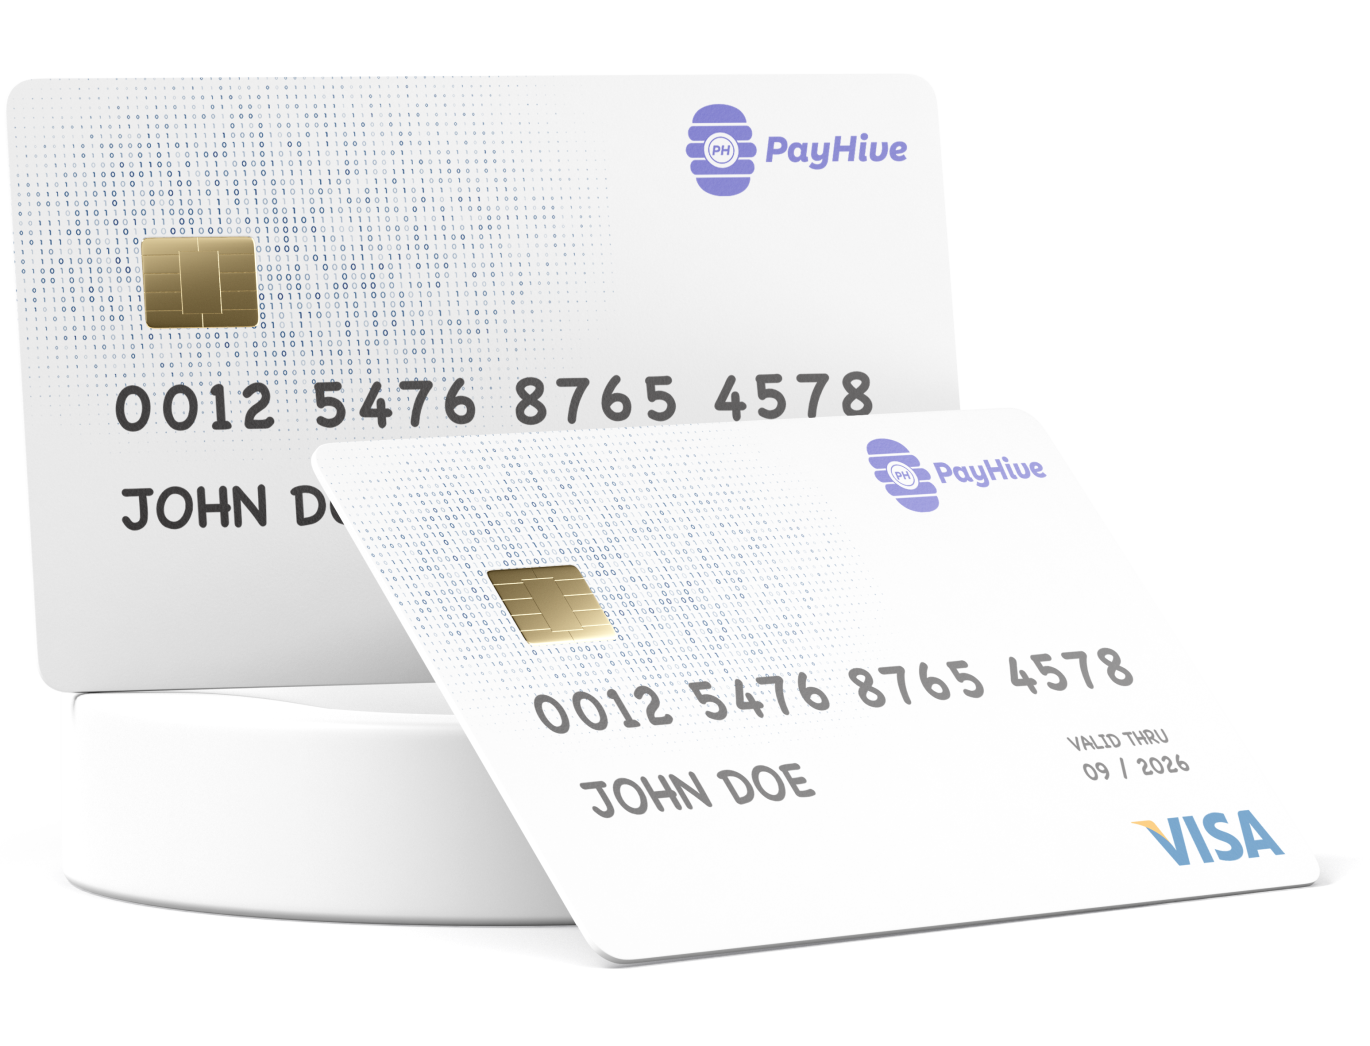 PH
PayHive
0012 5476 8765 4578
JOHN
PH
PayHive
0012 5476 8765 4578
JOHN DOE
VALID THRU
09 / 2026
VISA